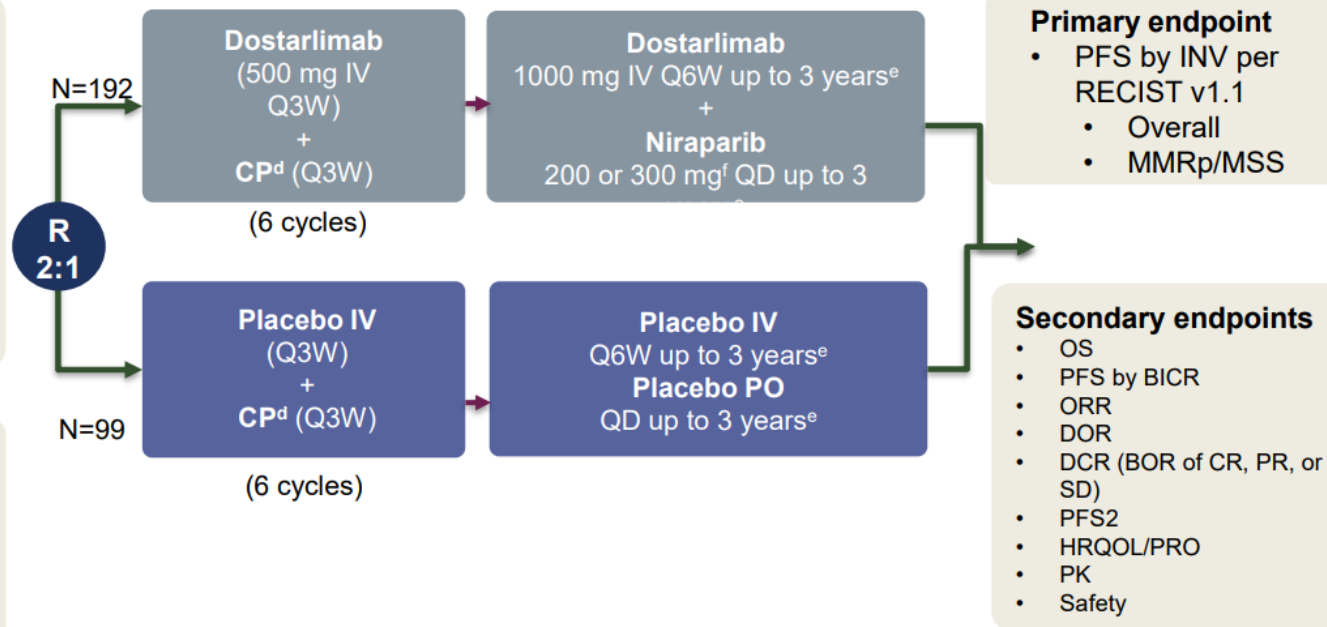 N=192
R
2:1
N=99
Dostarlimab
(500 mg IV
Q3W)
+
CPᵈ (Q3W)
(6 cycles)
Dostarlimab
1000 mg IV Q6W up to 3 yearsᵉ
+
Niraparib
200 or 300 mgᶠ QD up to 3
Placebo IV
(Q3W)
+
CPᵈ (Q3W)
(6 cycles)
Placebo IV
Q6W up to 3 yearsᵉ
Placebo PO
QD up to 3 yearsᵉ
Primary endpoint
• PFS by INV per
RECIST v1.1
• Overall
• MMRp/MSS
Secondary endpoints
• OS
• PFS by BICR
• ORR
• DOR
• DCR (BOR of CR, PR, or
SD)
• PFS2
• HRQOL/PRO
• PK
• Safety